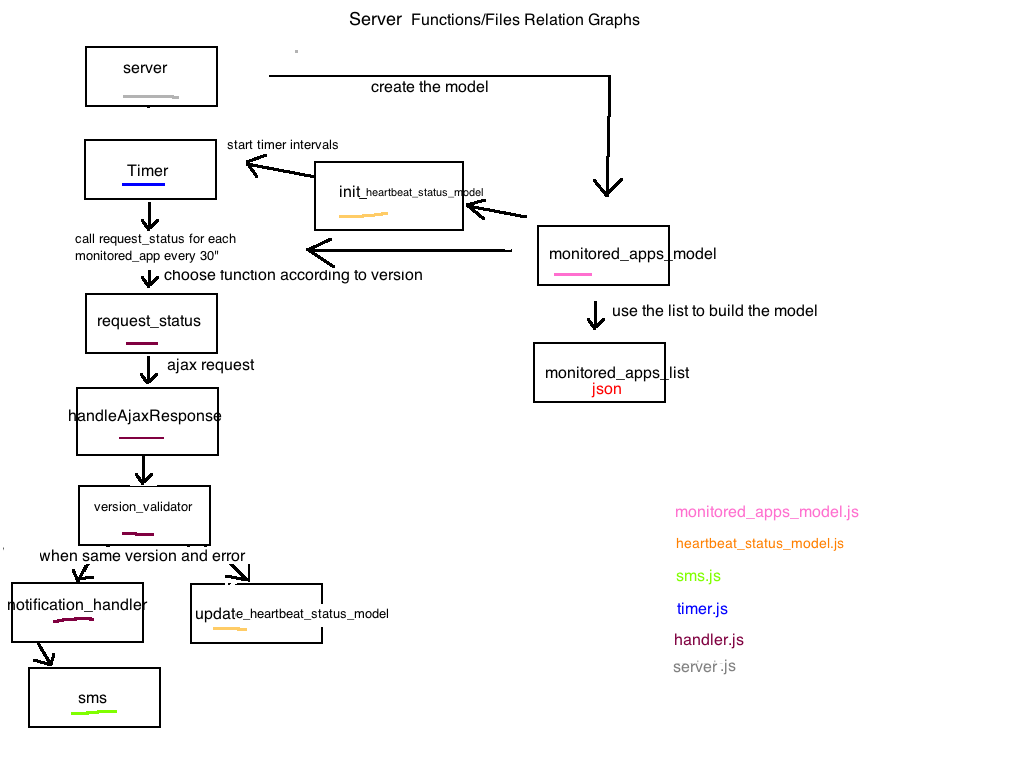 Server Functions/Files Relation Graphs
server
create the model
start timer intervals
Timer
init_heartbeat_status_model
call request_status for each
monitored_app every 30"
monitored_apps_model
choose function according to version
request_status
use the list to build the model
ajax request
monitored_apps_list
json
handleAjaxResponse
version_validator
monitored_apps_model.js
heartbeat_status_model.js
when same version and error
sms.js
notification_handler
update_heartbeat_status_model
timer.js
handler.js
server.js
sms